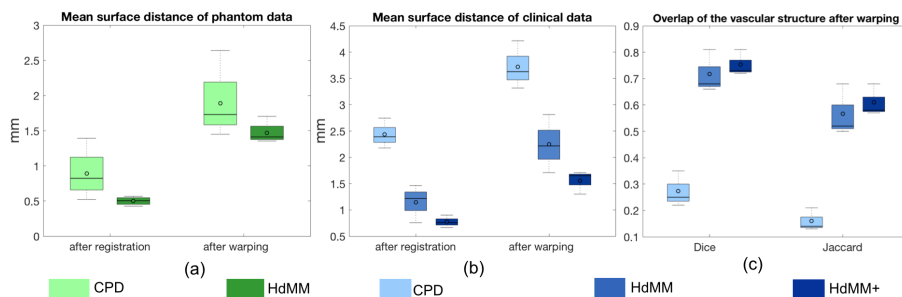 Mean surface distance of phantom data
3
2.5
2
1.5
1
0.5
0
mm
after registration
after warping
(a)
Mean surface distance of clinical data
4.5
4
3.5
3
2.5
2
1.5
1
0.5
mm
after registration
after warping
(b)
Overlap of the vascular structure after warping
0.9
0.8
0.7
0.6
0.5
0.4
0.3
0.2
0.1
Dice
Jaccard
(c)
CPD
HdMM
CPD
HdMM
HdMM+